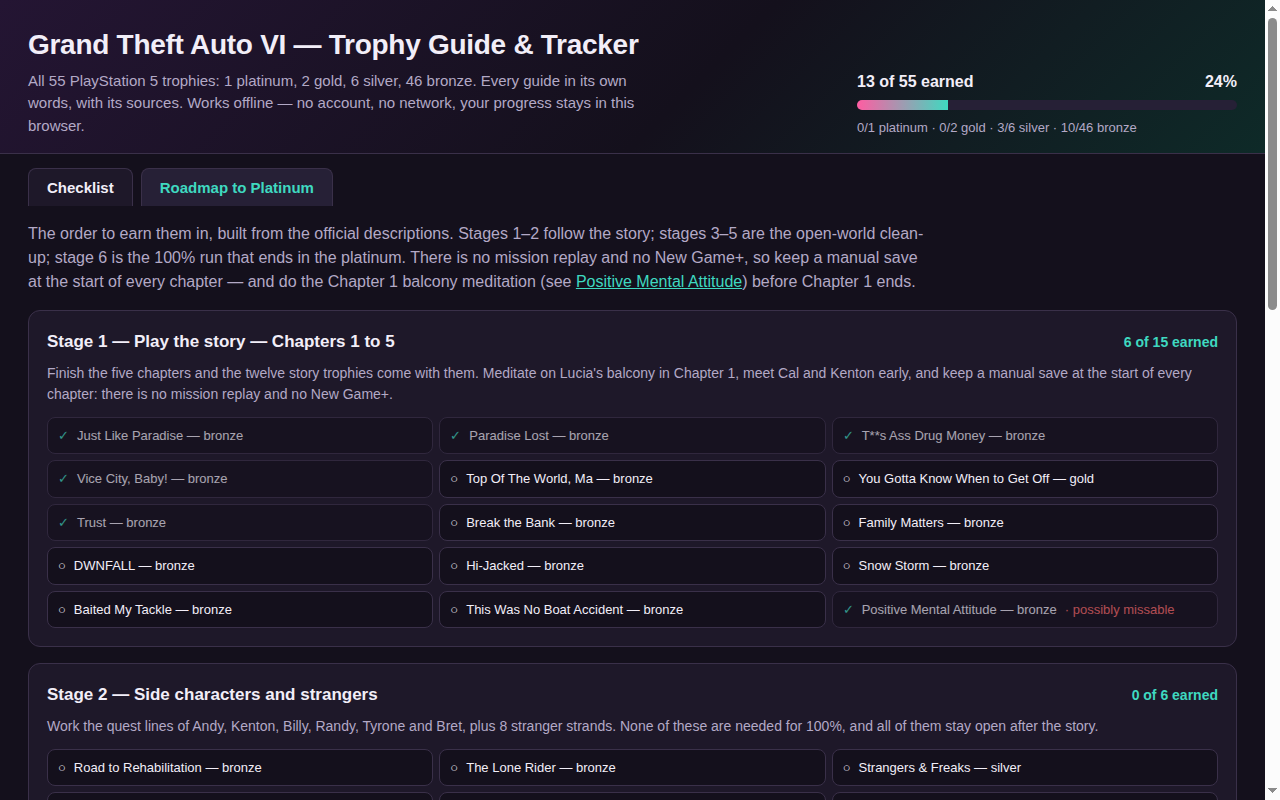 Grand Theft Auto VI — Trophy Guide & Tracker
All 55 PlayStation 5 trophies: 1 platinum, 2 gold, 6 silver, 46 bronze. Every guide in its own
words, with its sources. Works offline — no account, no network, your progress stays in this
browser.
13 of 55 earned 24%
0/1 platinum · 0/2 gold · 3/6 silver · 10/46 bronze
Checklist Roadmap to Platinum
The order to earn them in, built from the official descriptions. Stages 1–2 follow the story; stages 3–5 are the open-world clean-
up; stage 6 is the 100% run that ends in the platinum. There is no mission replay and no New Game+, so keep a manual save
at the start of every chapter — and do the Chapter 1 balcony meditation (see Positive Mental Attitude) before Chapter 1 ends.
Stage 1 — Play the story — Chapters 1 to 5 6 of 15 earned
Finish the five chapters and the twelve story trophies come with them. Meditate on Lucia's balcony in Chapter 1, meet Cal and Kenton early, and keep a manual save at the start of every
chapter: there is no mission replay and no New Game+.
✓ Just Like Paradise — bronze ✓ Paradise Lost — bronze ✓ T**s Ass Drug Money — bronze
✓ Vice City, Baby! — bronze ○ Top Of The World, Ma — bronze ○ You Gotta Know When to Get Off — gold
✓ Trust — bronze ○ Break the Bank — bronze ○ Family Matters — bronze
○ DWNFALL — bronze ○ Hi-Jacked — bronze ○ Snow Storm — bronze
○ Baited My Tackle — bronze ○ This Was No Boat Accident — bronze ✓ Positive Mental Attitude — bronze · possibly missable
Stage 2 — Side characters and strangers 0 of 6 earned
Work the quest lines of Andy, Kenton, Billy, Randy, Tyrone and Bret, plus 8 stranger strands. None of these are needed for 100%, and all of them stay open after the story.
○ Road to Rehabilitation — bronze ○ The Lone Rider — bronze ○ Strangers & Freaks — silver